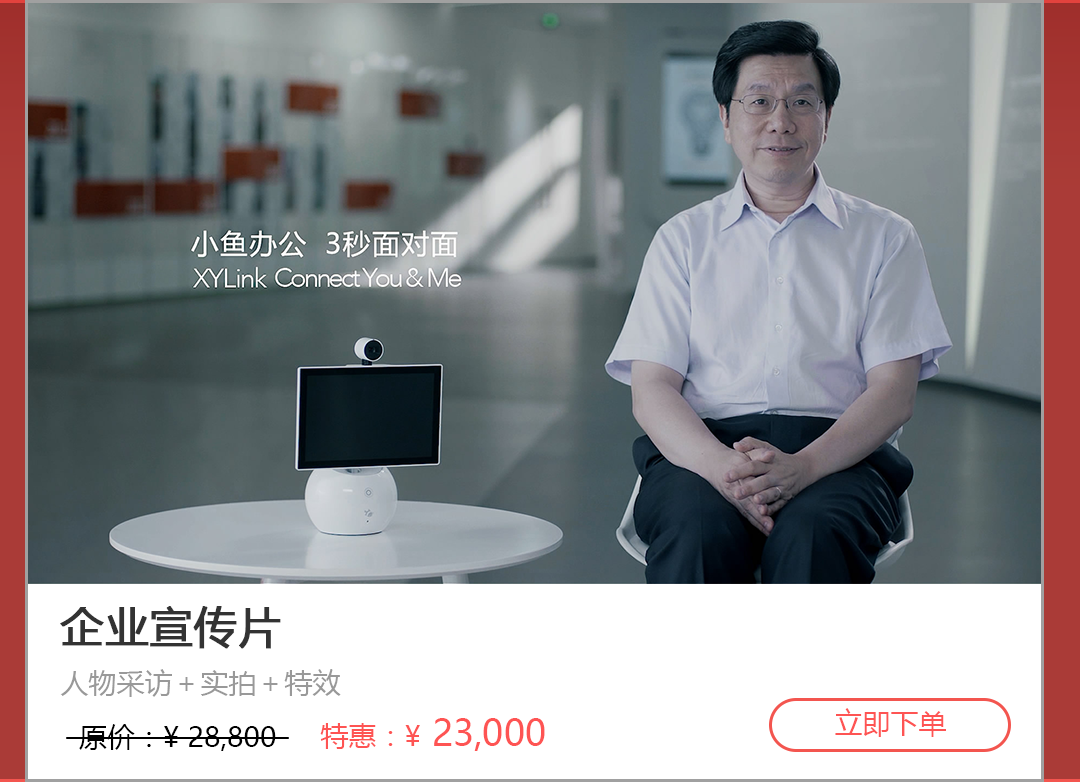 小鱼办公 3秒面对面
XYLink Connect You & Me
企业宣传片
人物采访+实拍+特效
原价：¥ 28,800 特惠：¥ 23,000
立即下单